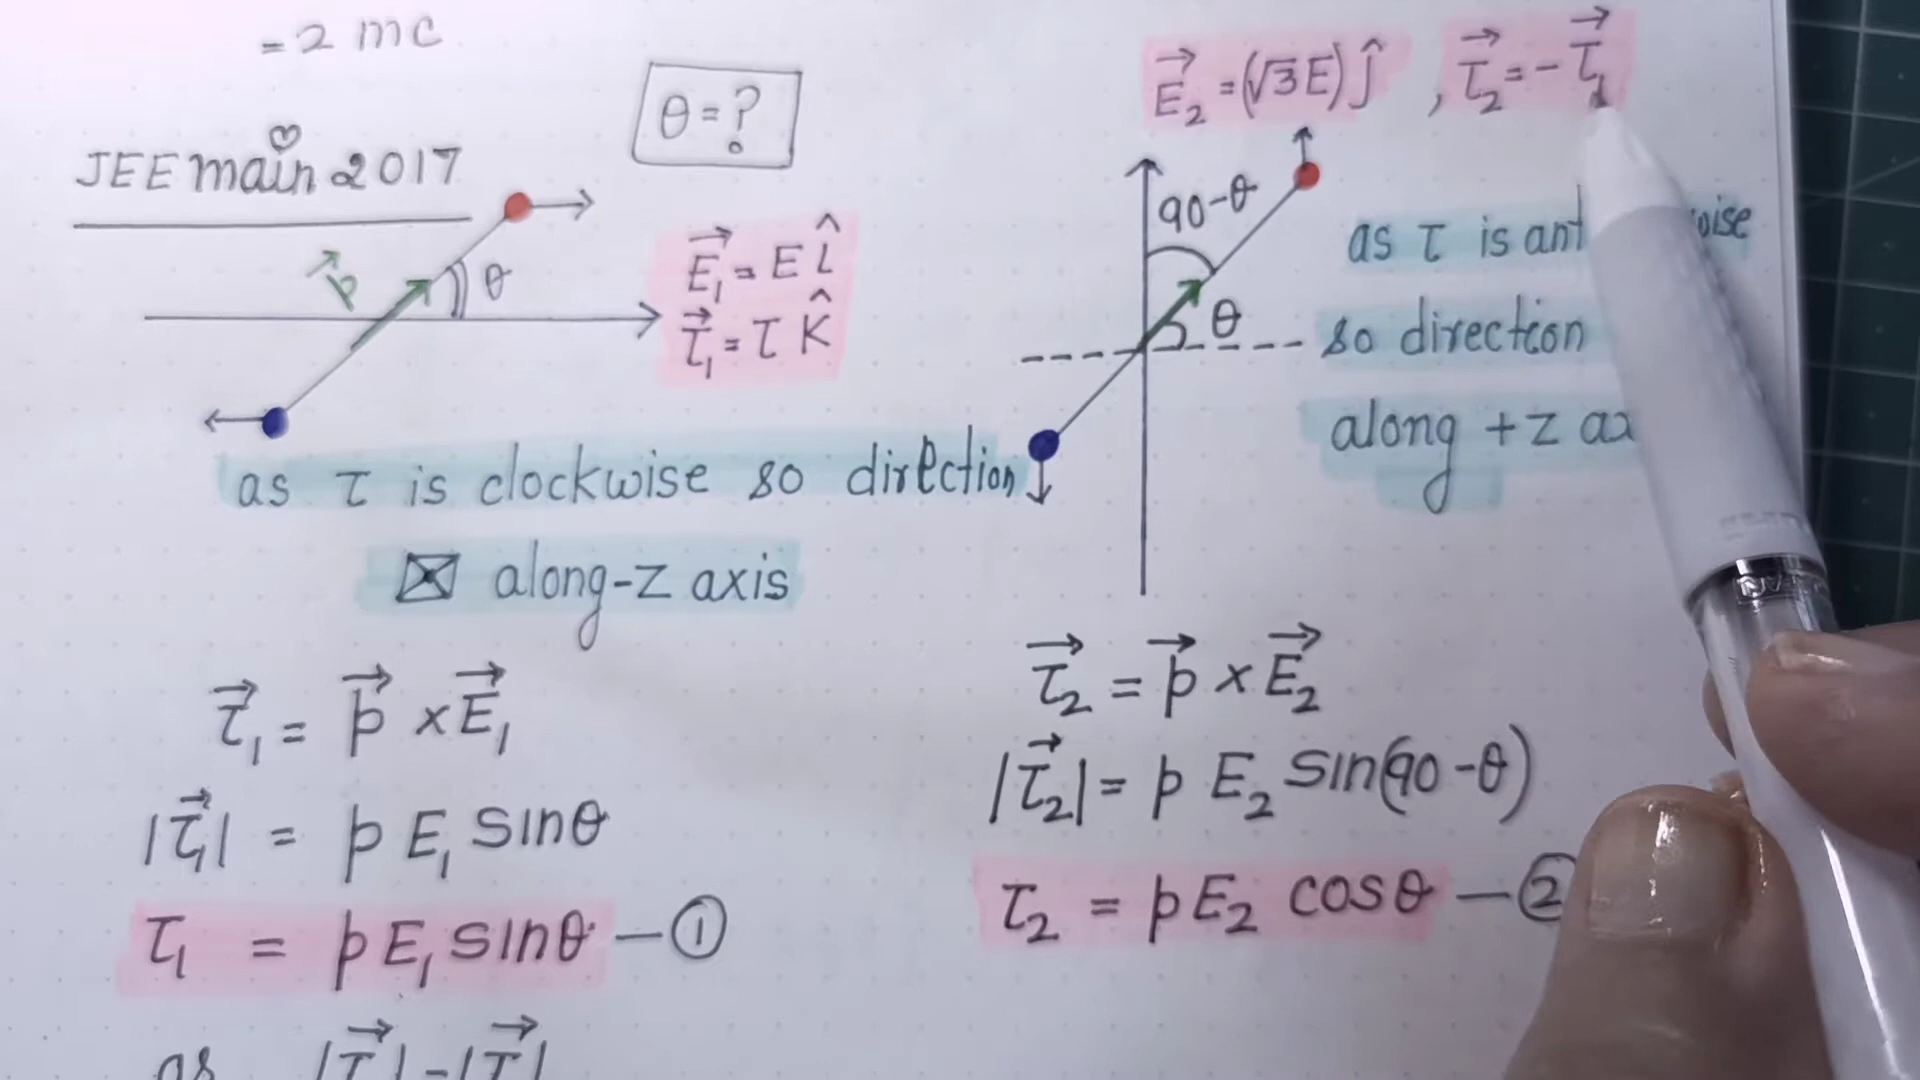 = 2 mc
JEE main 2017
θ = ?
p⃗
θ
E⃗₁ = E î
τ⃗₁ = τ k̂
as τ is clockwise so direction
⊠ along -z axis
τ⃗₁ = p⃗ × E⃗₁
|τ⃗₁| = p E₁ sinθ
τ₁ = p E₁ sinθ — ①
as |τ⃗ | = |τ⃗ |
E⃗₂ = (√3 E) ĵ , τ⃗₂ = - τ⃗₁
90-θ
θ
as τ is
so direction
along +z
τ⃗₂ = p⃗ × E⃗₂
|τ⃗₂| = p E₂ sin(90-θ)
τ₂ = p E₂ cosθ — ②